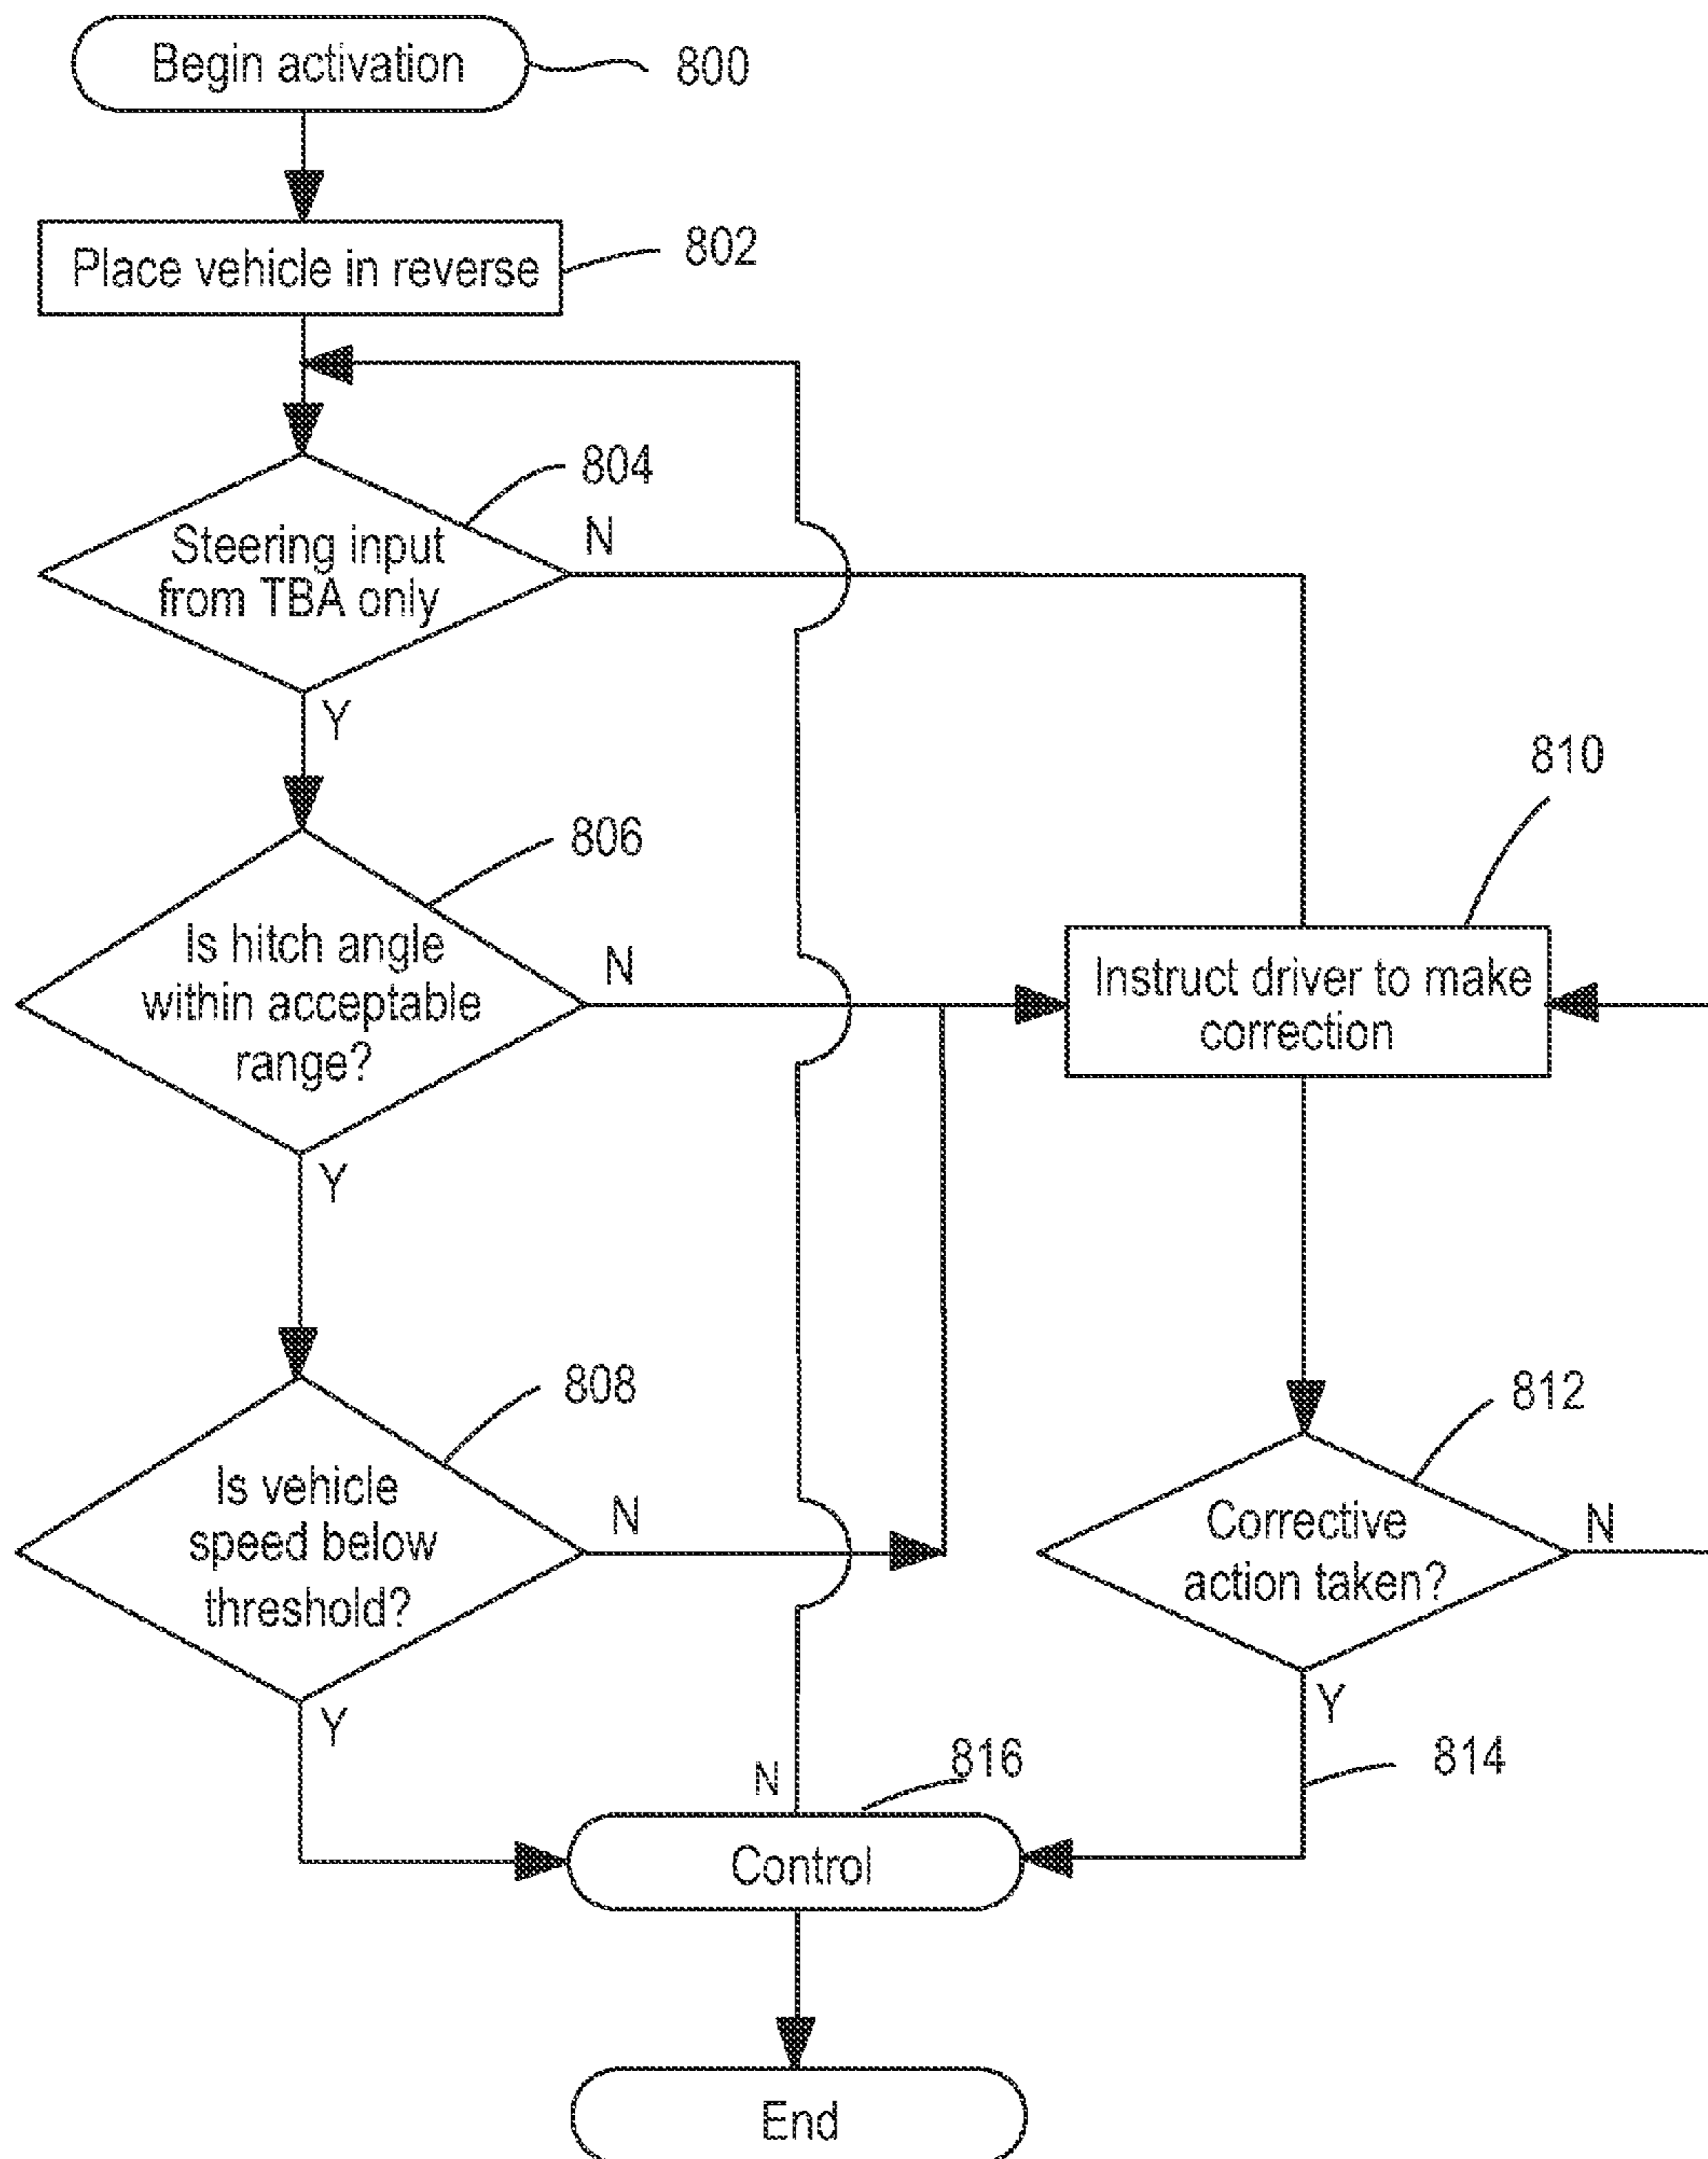 Begin activation
800
Place vehicle in reverse
802
804
Steering input
from TBA only
N
Y
806
Is hitch angle
within acceptable
range?
N
Y
810
Instruct driver to make
correction
808
Is vehicle
speed below
threshold?
N
Y
812
Corrective
action taken?
N
Y
814
N
816
Control
End